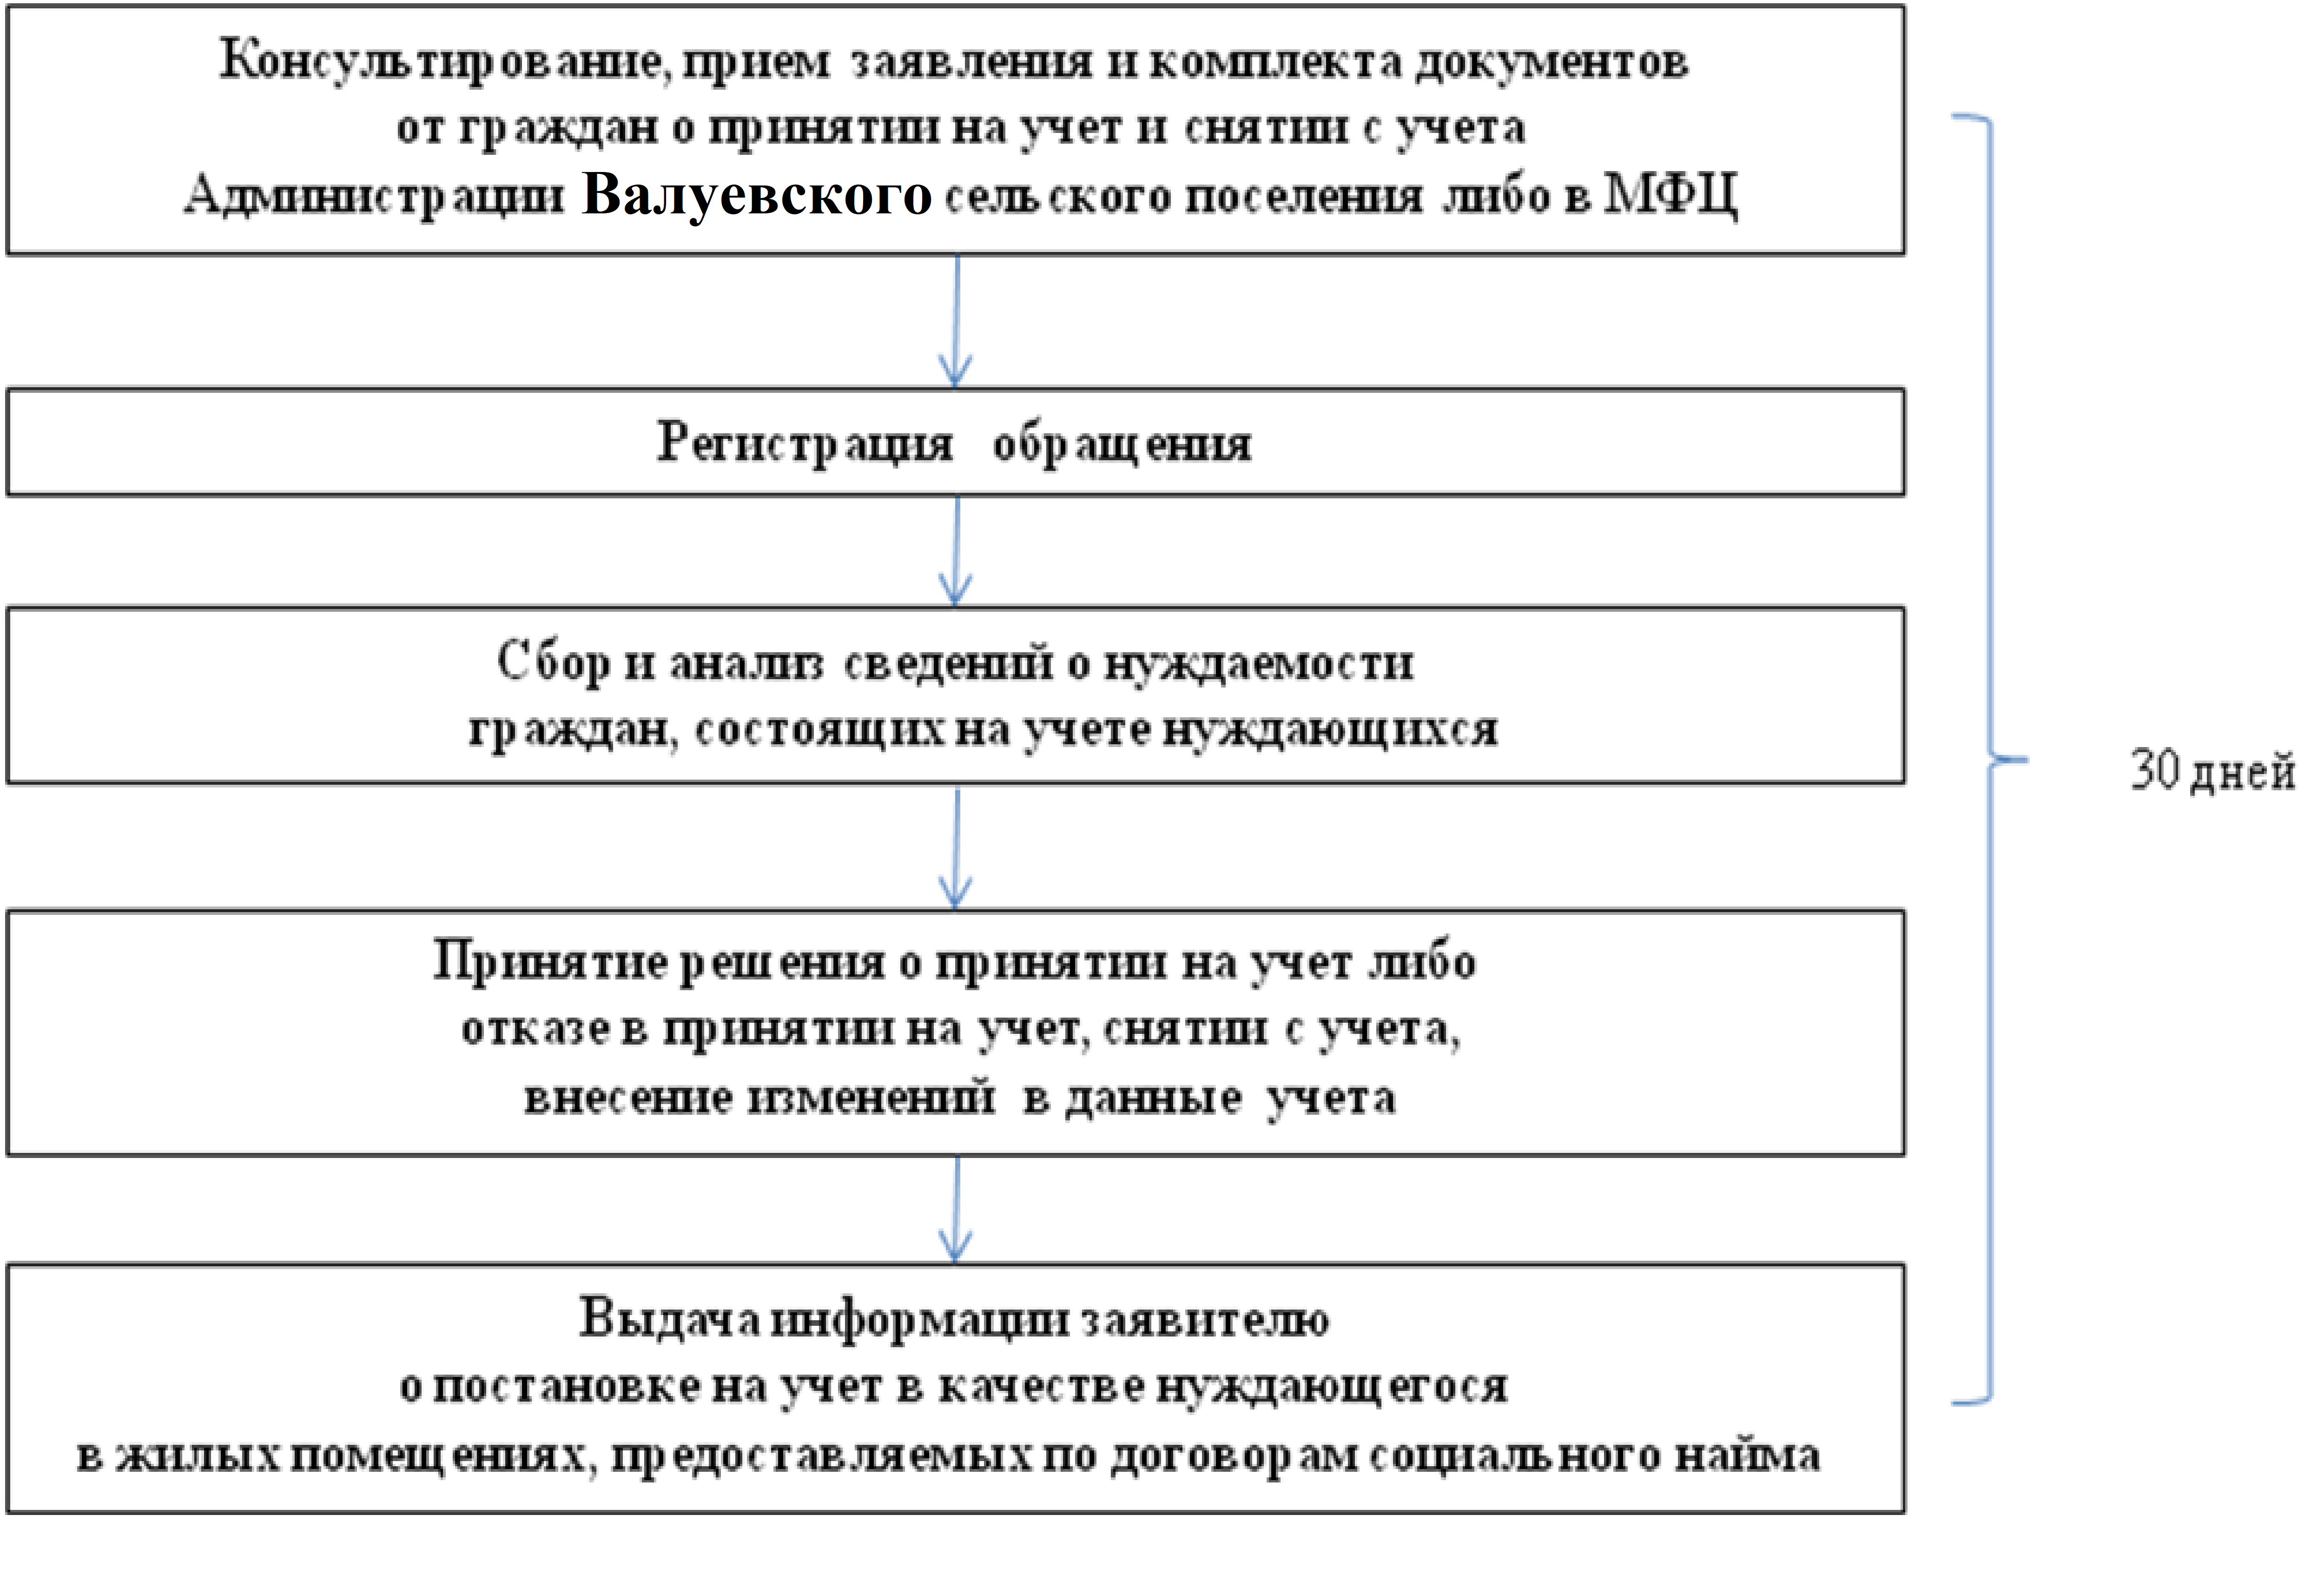 Консультирование, прием заявления и комплекта документов
от граждан о принятии на учет и снятии с учета
Администрации Валуевского сельского поселения либо в МФЦ
Регистрация обращения
Сбор и анализ сведений о нуждаемости
граждан, состоящих на учете нуждающихся
30 дней
Принятие решения о принятии на учет либо
отказе в принятии на учет, снятии с учета,
внесение изменений в данные учета
Выдача информации заявителю
о постановке на учет в качестве нуждающегося
в жилых помещениях, предоставляемых по договорам социального найма